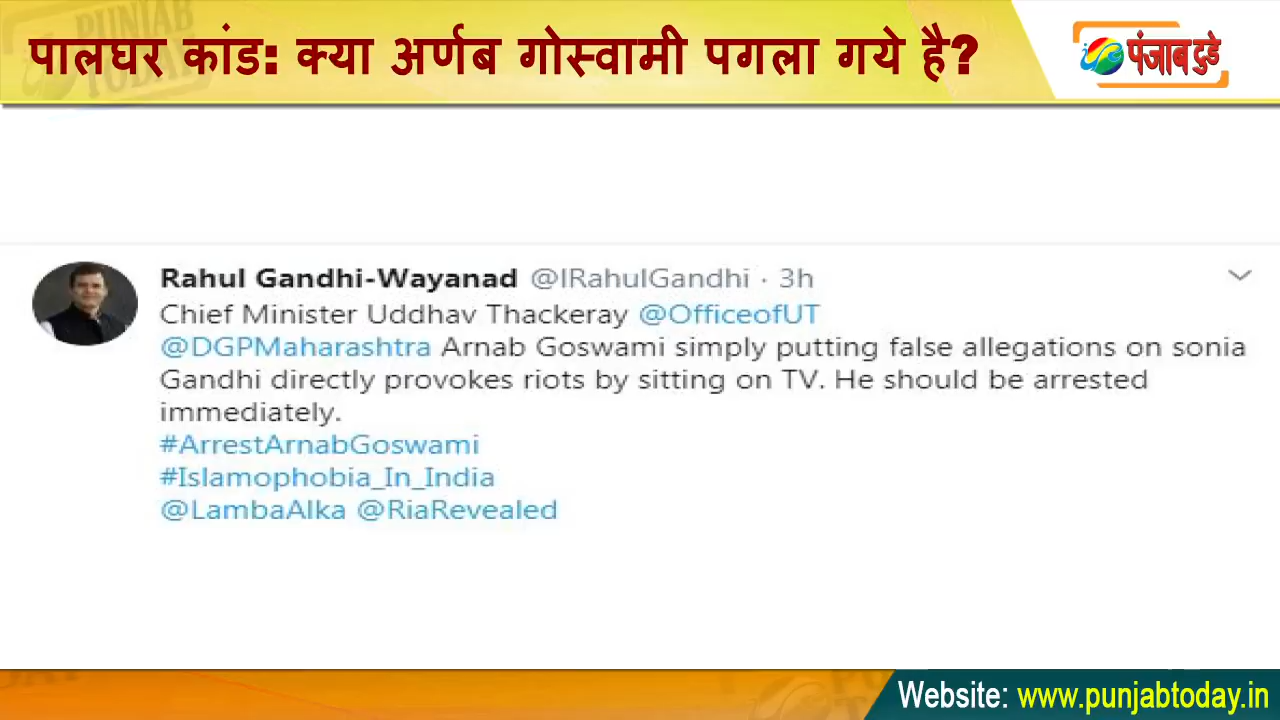 पालघर कांड: क्या अर्णब गोस्वामी पगला गये है?
पंजाब टुडे
Rahul Gandhi-Wayanad @IRahulGandhi · 3h
Chief Minister Uddhav Thackeray @OfficeofUT
@DGPMaharashtra Arnab Goswami simply putting false allegations on sonia
Gandhi directly provokes riots by sitting on TV. He should be arrested
immediately.
#ArrestArnabGoswami
#Islamophobia_In_India
@LambaAlka @RiaRevealed
Website: www.punjabtoday.in